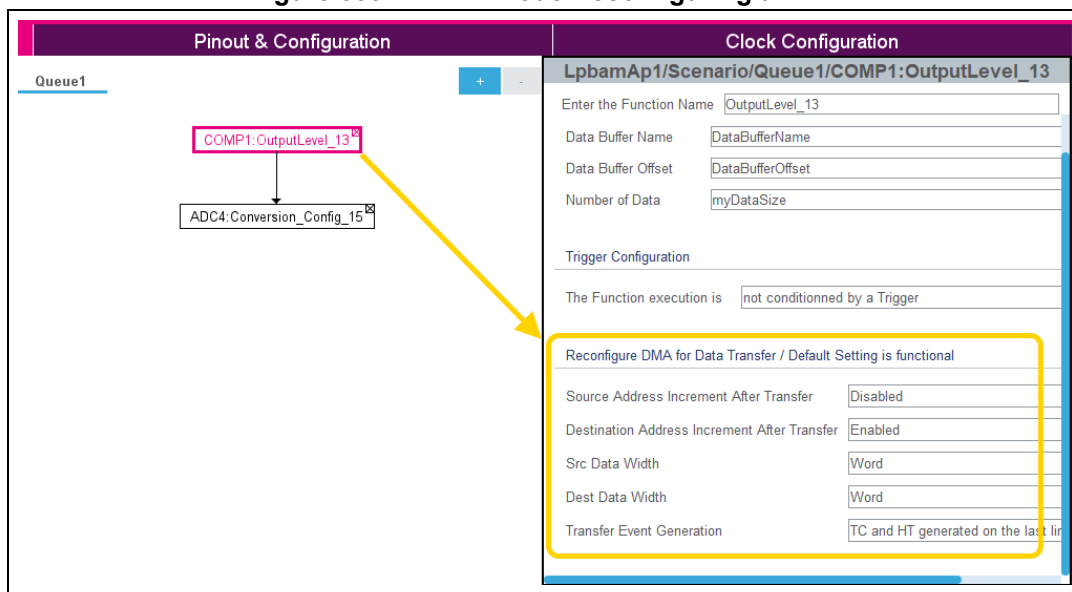 Pinout & Configuration
Clock Configuration
Queue1
+ -
COMP1:OutputLevel_13
ADC4:Conversion_Config_15
LpbamAp1/Scenario/Queue1/COMP1:OutputLevel_13
Enter the Function Name OutputLevel_13
Data Buffer Name DataBufferName
Data Buffer Offset DataBufferOffset
Number of Data myDataSize
Trigger Configuration
The Function execution is not conditionned by a Trigger
Reconfigure DMA for Data Transfer / Default Setting is functional
Source Address Increment After Transfer Disabled
Destination Address Increment After Transfer Enabled
Src Data Width Word
Dest Data Width Word
Transfer Event Generation TC and HT generated on the last lin